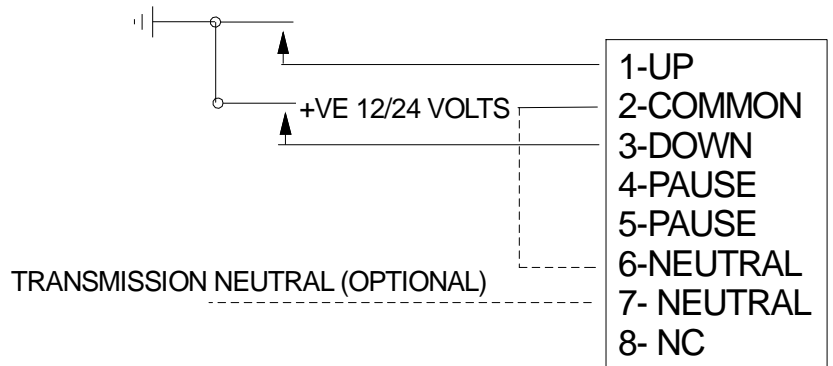 1-UP
+VE 12/24 VOLTS
2-COMMON
3-DOWN
4-PAUSE
5-PAUSE
6-NEUTRAL
TRANSMISSION NEUTRAL (OPTIONAL)
7- NEUTRAL
8- NC